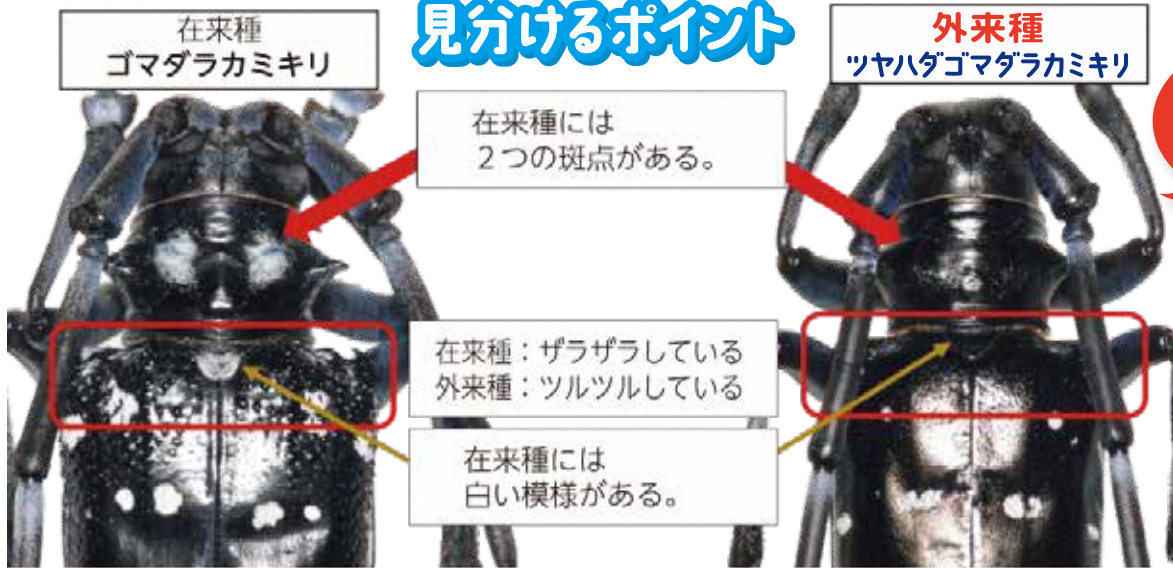 見分けるポイント
在来種
ゴマダラカミキリ
外来種
ツヤハダゴマダラカミキリ
在来種には
２つの斑点がある。
在来種：ザラザラしている
外来種：ツルツルしている
在来種には
白い模様がある。